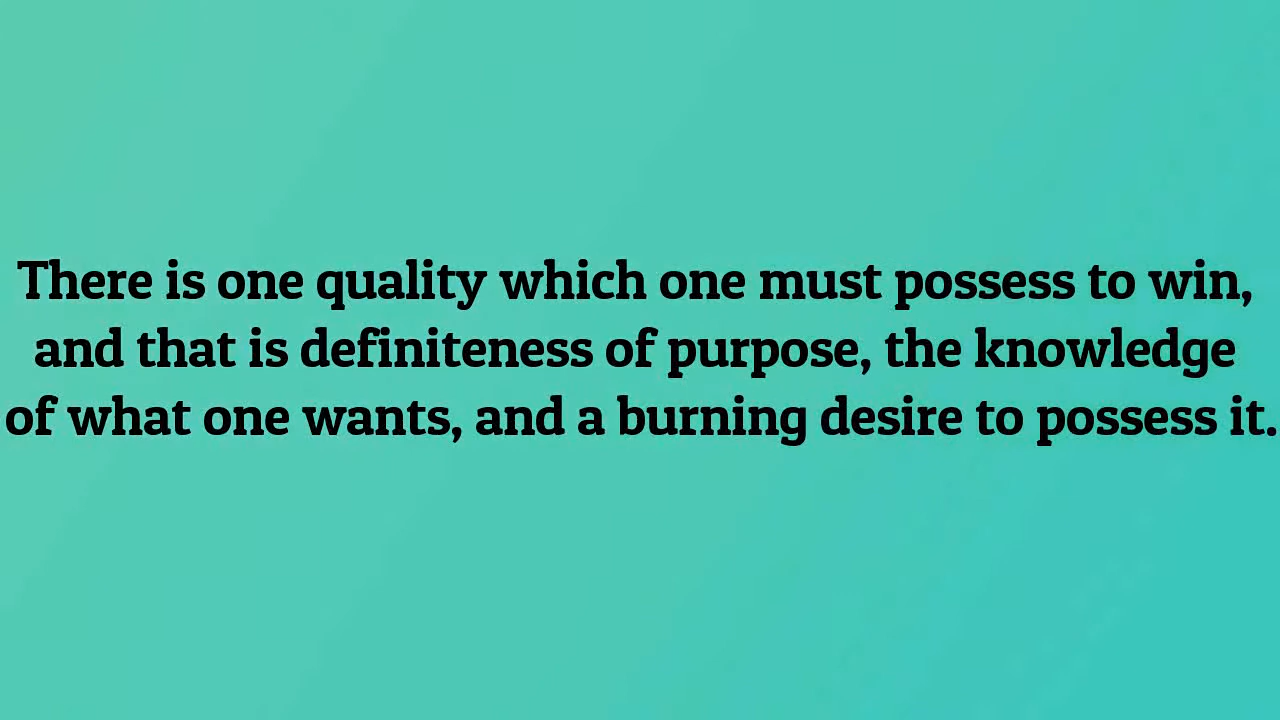 There is one quality which one must possess to win,
and that is definiteness of purpose, the knowledge
of what one wants, and a burning desire to possess it.